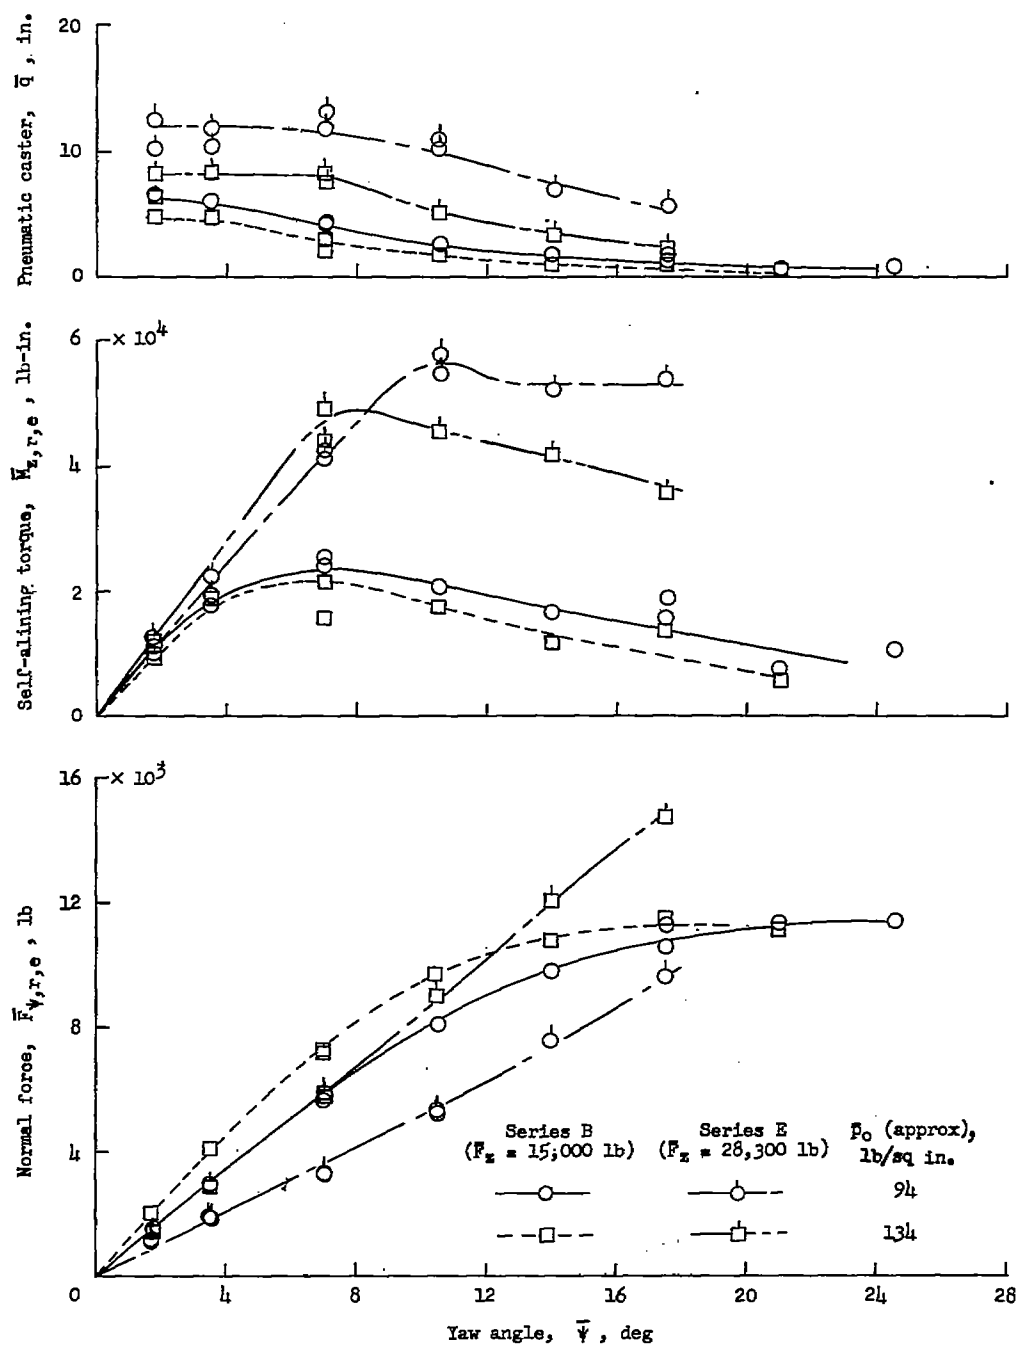 Pneumatic caster, q̄, in.
20
10
0
Self-alining torque, M̄z,r,e, lb-in.
6
× 10⁴
4
2
0
Normal force, F̄ψ,r,e, lb
16
× 10³
12
8
4
0
Series B
(F̄z = 15,000 lb)
Series E
(F̄z = 28,300 lb)
p̄o (approx),
lb/sq in.
94
134
0 4 8 12 16 20 24 28
Yaw angle, ψ̄, deg